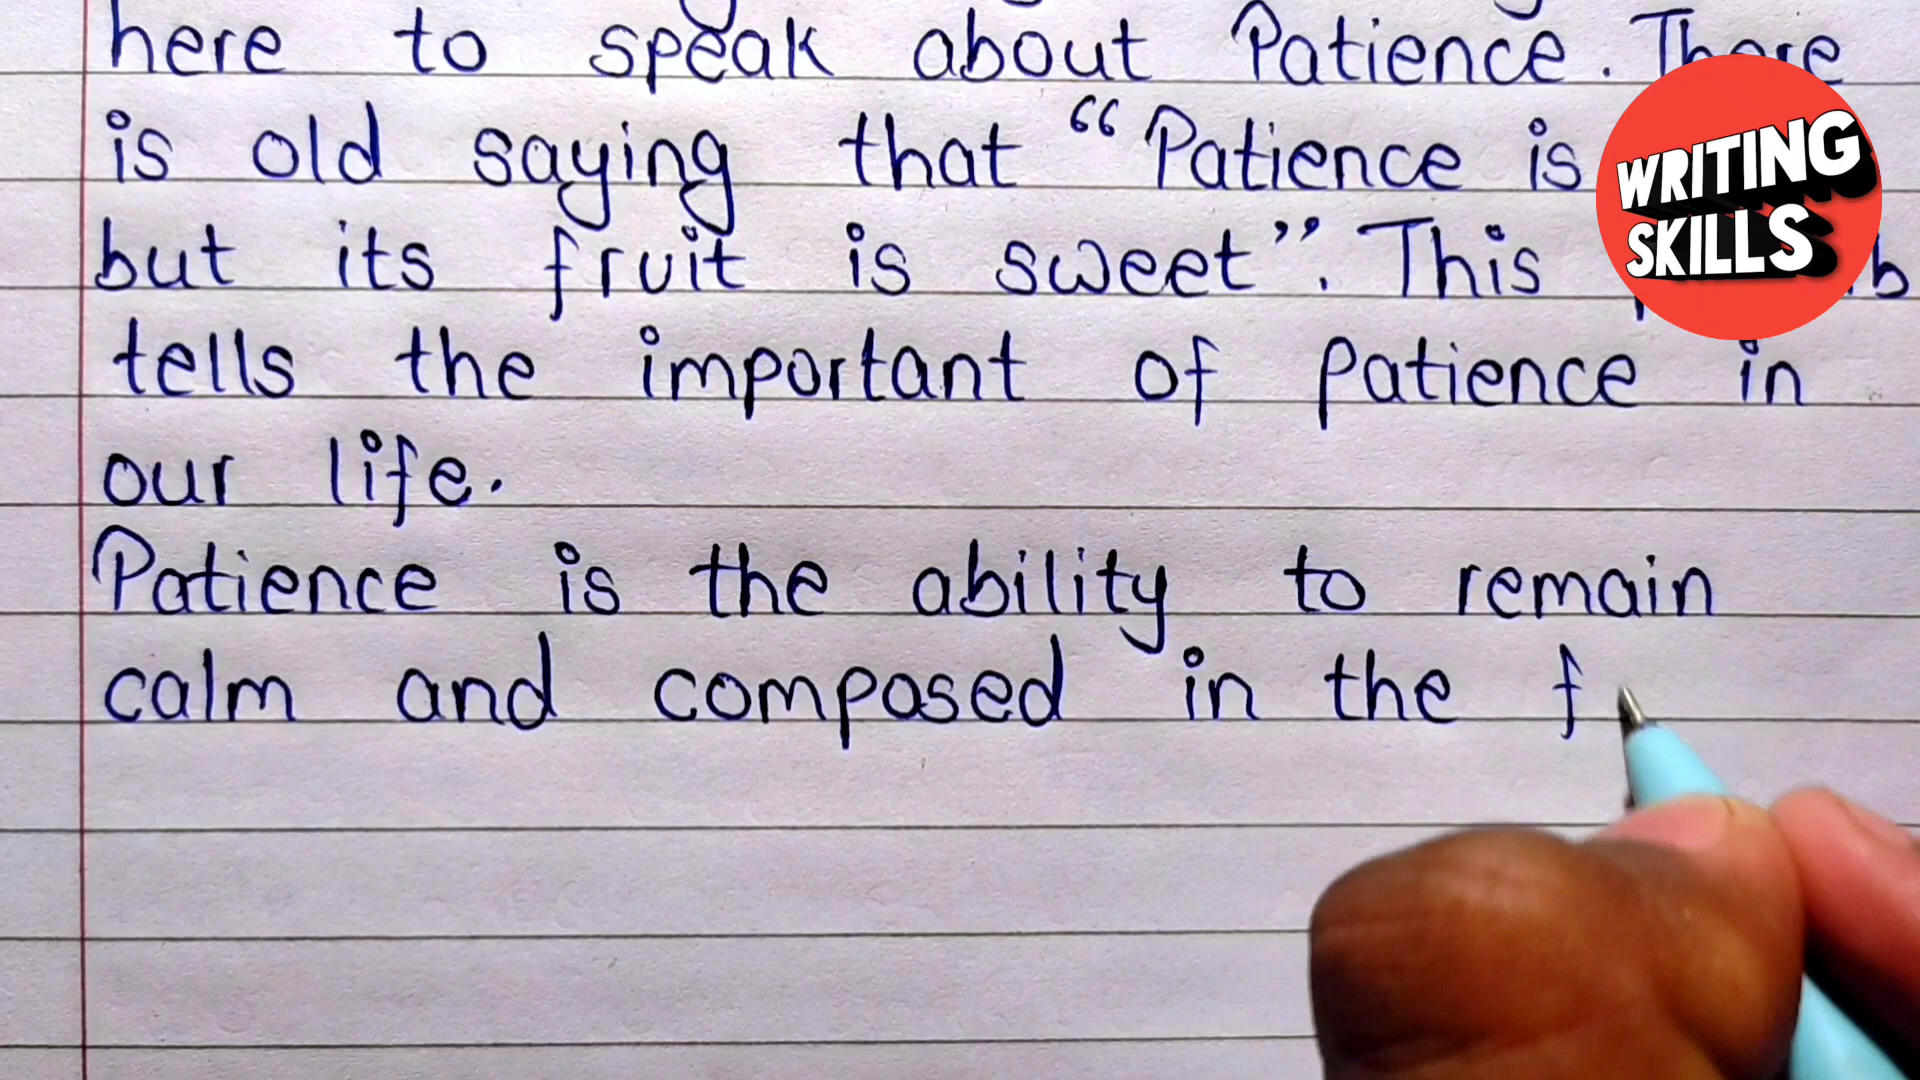 here to speak about Patience. There
is old saying that “Patience is
but its fruit is sweet”. This
tells the important of patience in
our life.
Patience is the ability to remain
calm and composed in the f
WRITING
SKILLS